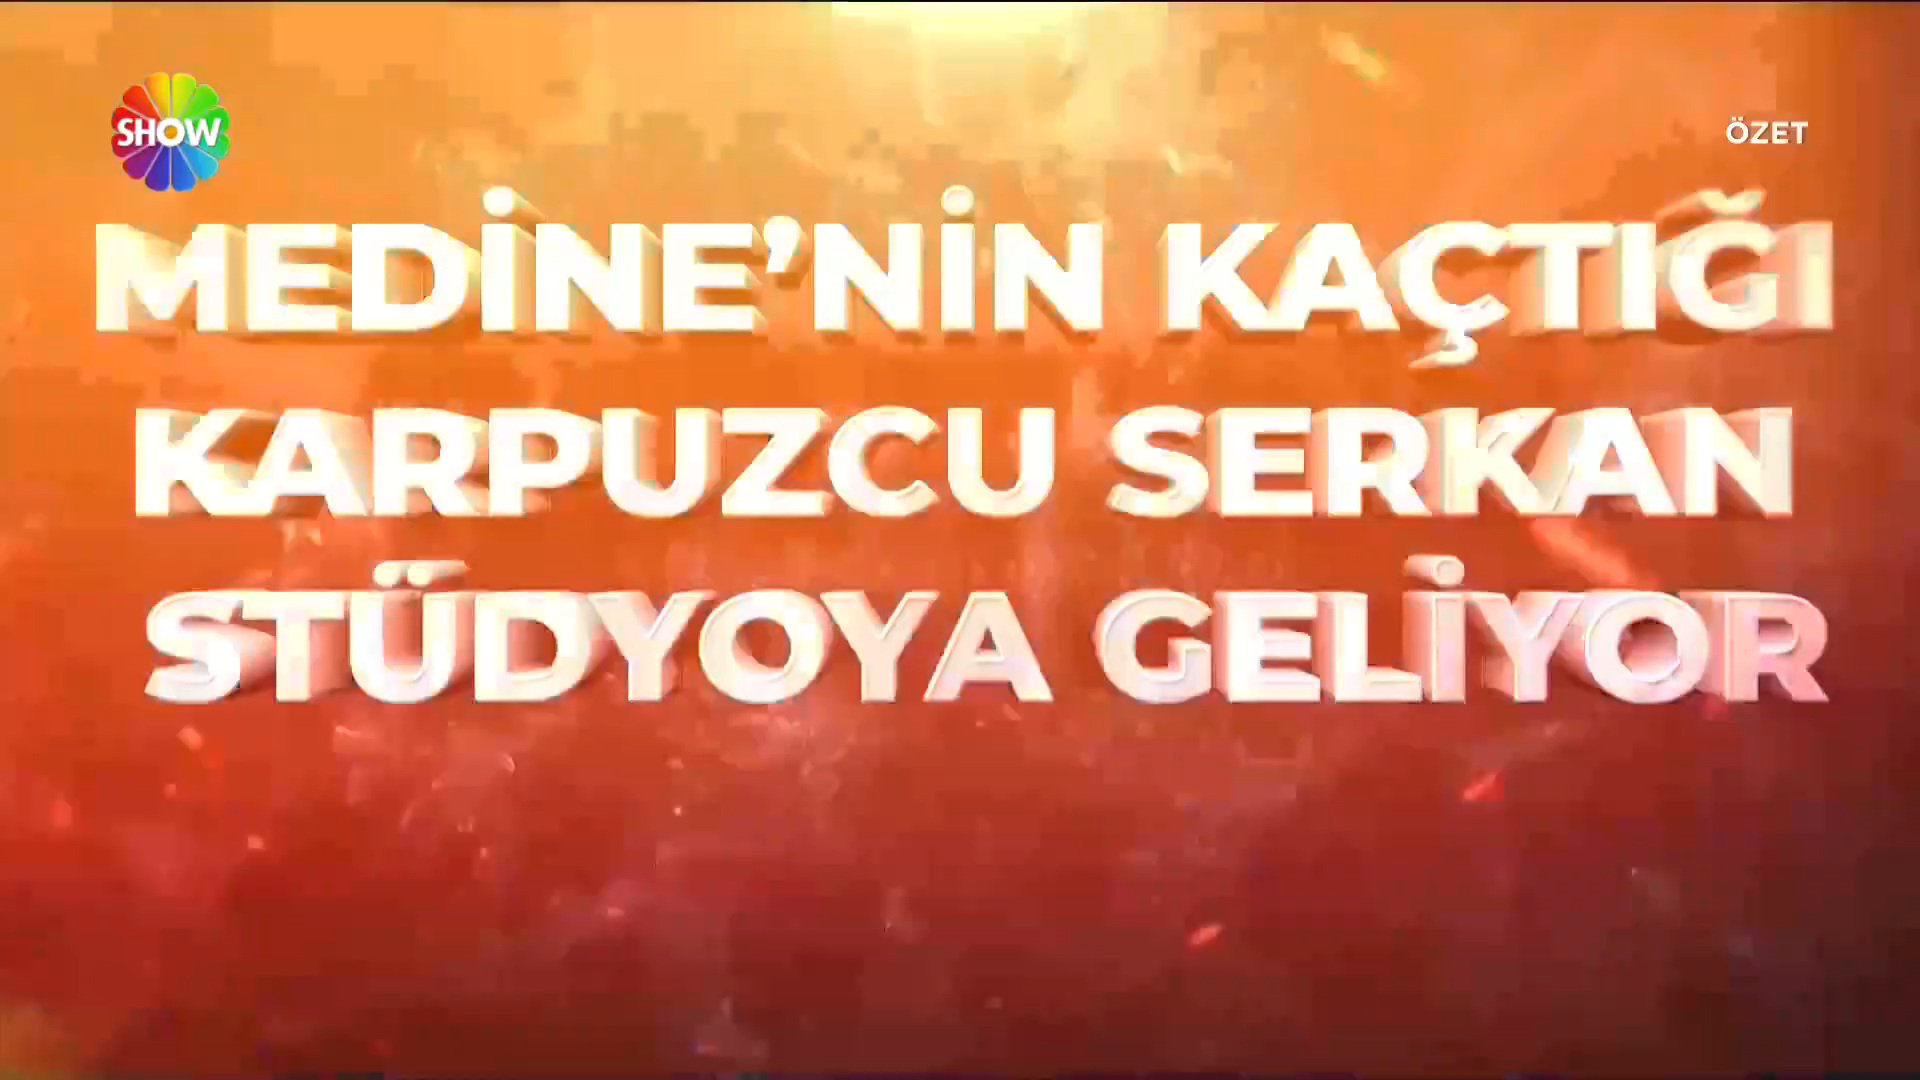 SHOW
ÖZET
MEDİNE’NİN KAÇTIĞI
KARPUZCU SERKAN
STÜDYOYA GELİYOR